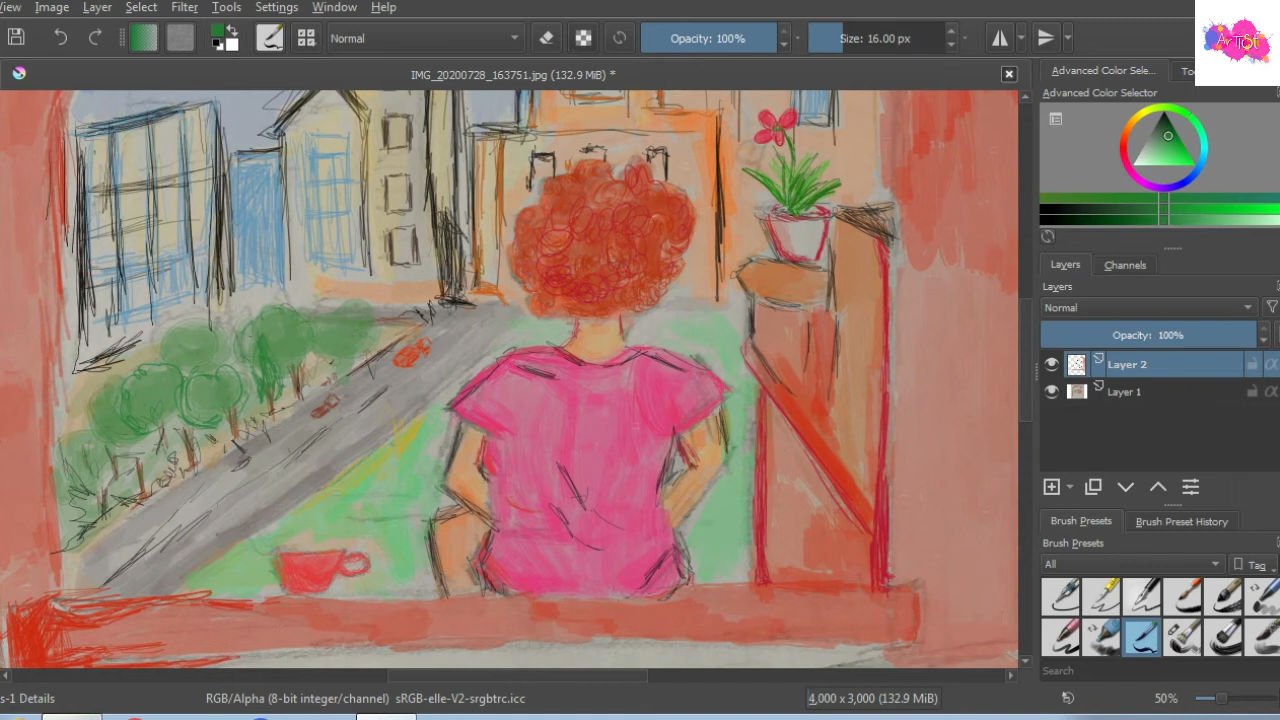 View Image Layer Filter Tools Settings Window Help
Normal
Opacity: 100%
Size: 16.00 px
ArTiSt
IMG_20200728_163751.jpg (132.9 MiB) *
Advanced Color Sele...
Advanced Color Selector
Layers
Channels
Layers
Normal
Opacity: 100%
Layer 2
Layer 1
Brush Presets
Brush Preset History
Brush Presets
All
Tag
Search
s-1 Details
RGB/Alpha (8-bit integer/channel) sRGB-elle-V2-srgbtrc.icc
4,000 x 3,000 (132.9 MiB)
50%